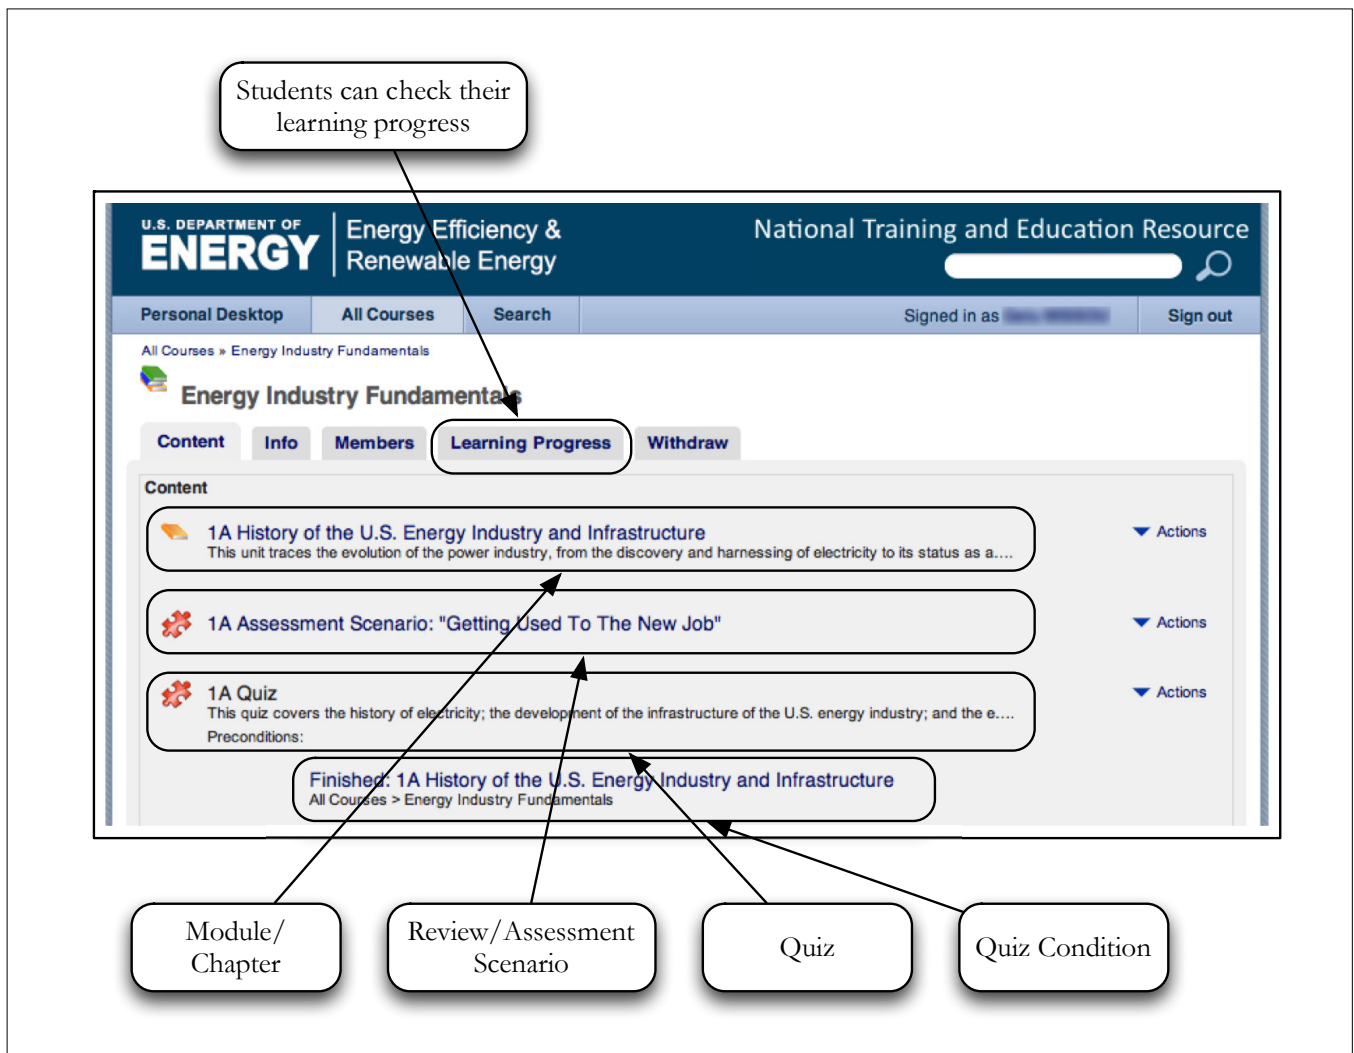 Students can check their
learning progress
U.S. DEPARTMENT OF
ENERGY
Energy Efficiency &
Renewable Energy
National Training and Education Resource
Personal Desktop
All Courses
Search
Signed in as
Sign out
All Courses » Energy Industry Fundamentals
Energy Industry Fundamentals
Content
Info
Members
Learning Progress
Withdraw
Content
1A History of the U.S. Energy Industry and Infrastructure
Actions
This unit traces the evolution of the power industry, from the discovery and harnessing of electricity to its status as a....
1A Assessment Scenario: "Getting Used To The New Job"
Actions
1A Quiz
Actions
This quiz covers the history of electricity; the development of the infrastructure of the U.S. energy industry; and the e....
Preconditions:
Finished: 1A History of the U.S. Energy Industry and Infrastructure
All Courses > Energy Industry Fundamentals
Module/
Chapter
Review/Assessment
Scenario
Quiz
Quiz Condition